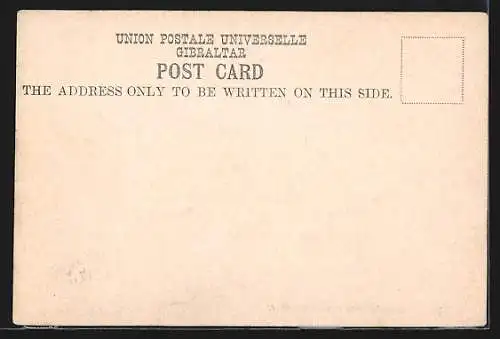 UNION POSTALE UNIVERSELLE
GIBRALTAR
POST CARD
THE ADDRESS ONLY TO BE WRITTEN ON THIS SIDE.